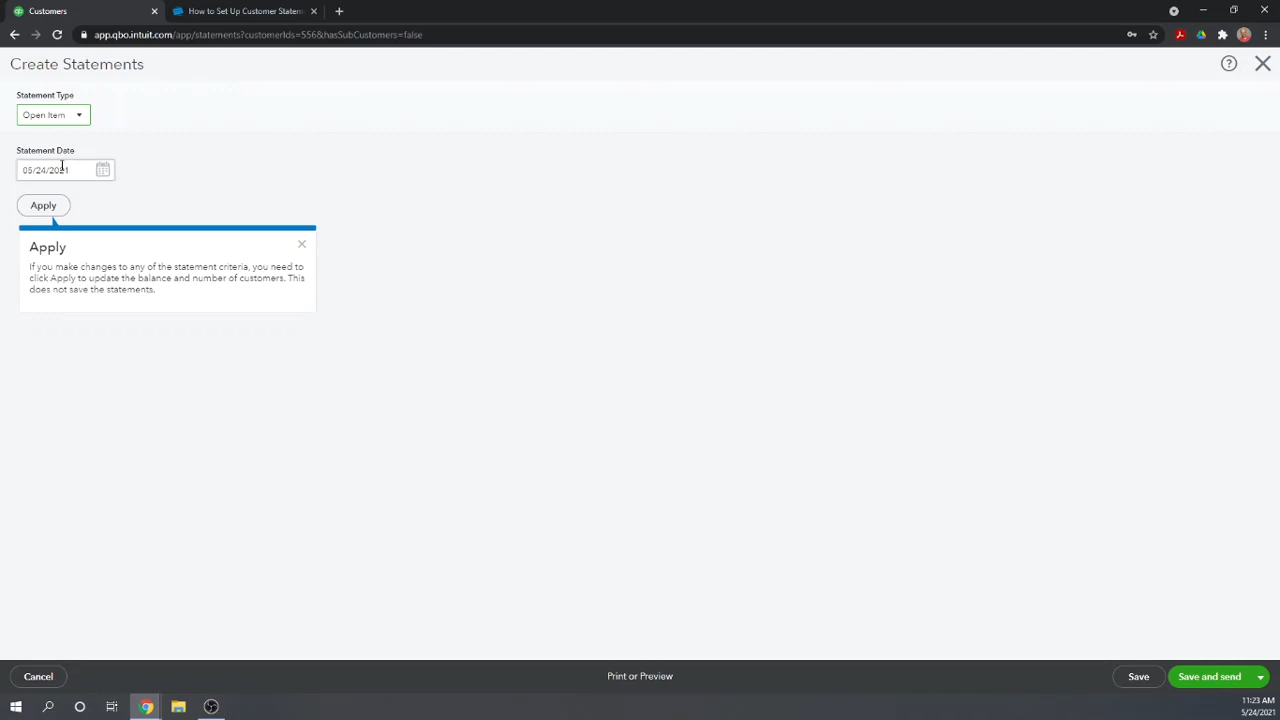 Customers
How to Set Up Customer Statem
app.qbo.intuit.com/app/statements?customerIds=556&hasSubCustomers=false
Create Statements
Statement Type
Open Item
Statement Date
05/24/2021
Apply
Apply
If you make changes to any of the statement criteria, you need to
click Apply to update the balance and number of customers. This
does not save the statements.
Cancel
Print or Preview
Save
Save and send
11:23 AM
5/24/2021